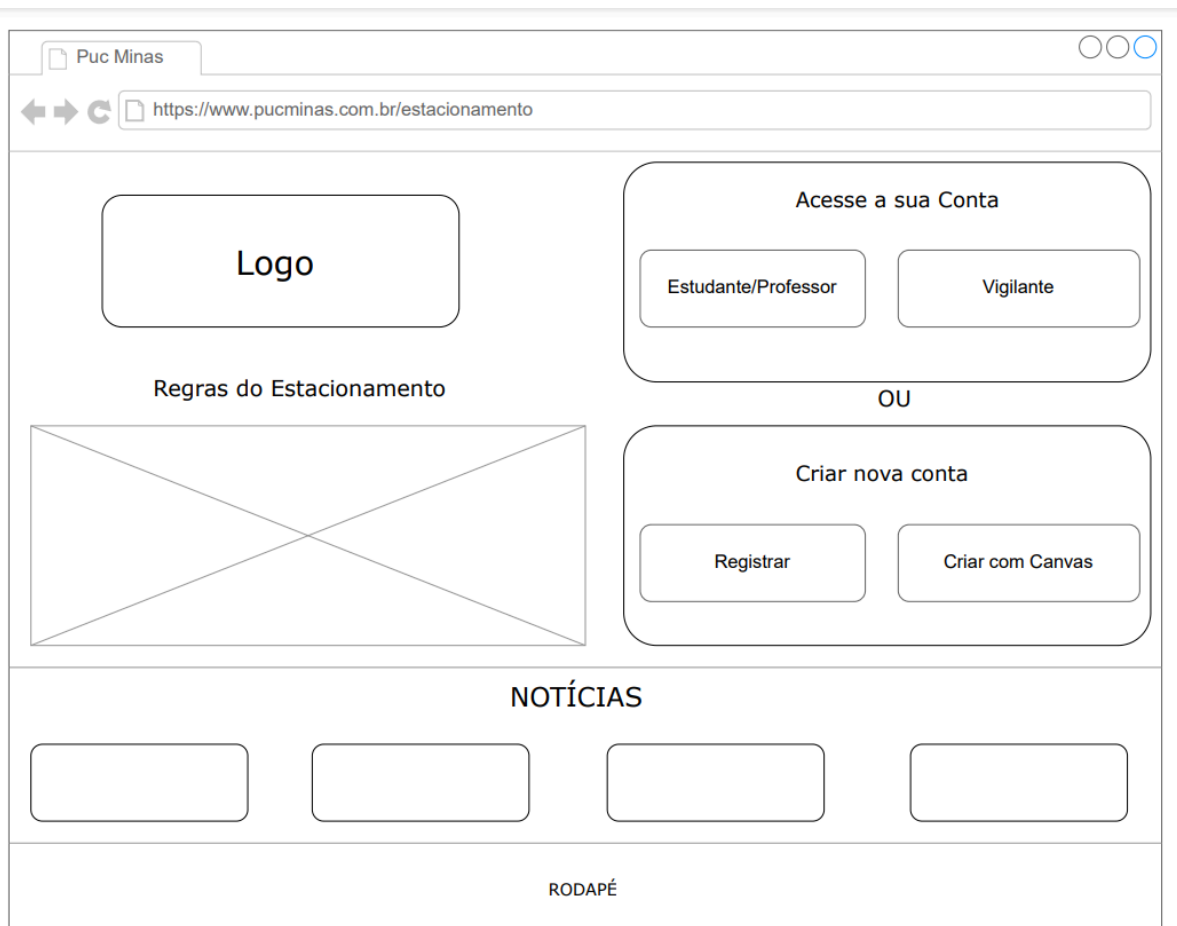 Puc Minas
https://www.pucminas.com.br/estacionamento
Logo
Regras do Estacionamento
Acesse a sua Conta
Estudante/Professor
Vigilante
OU
Criar nova conta
Registrar
Criar com Canvas
NOTÍCIAS
RODAPÉ